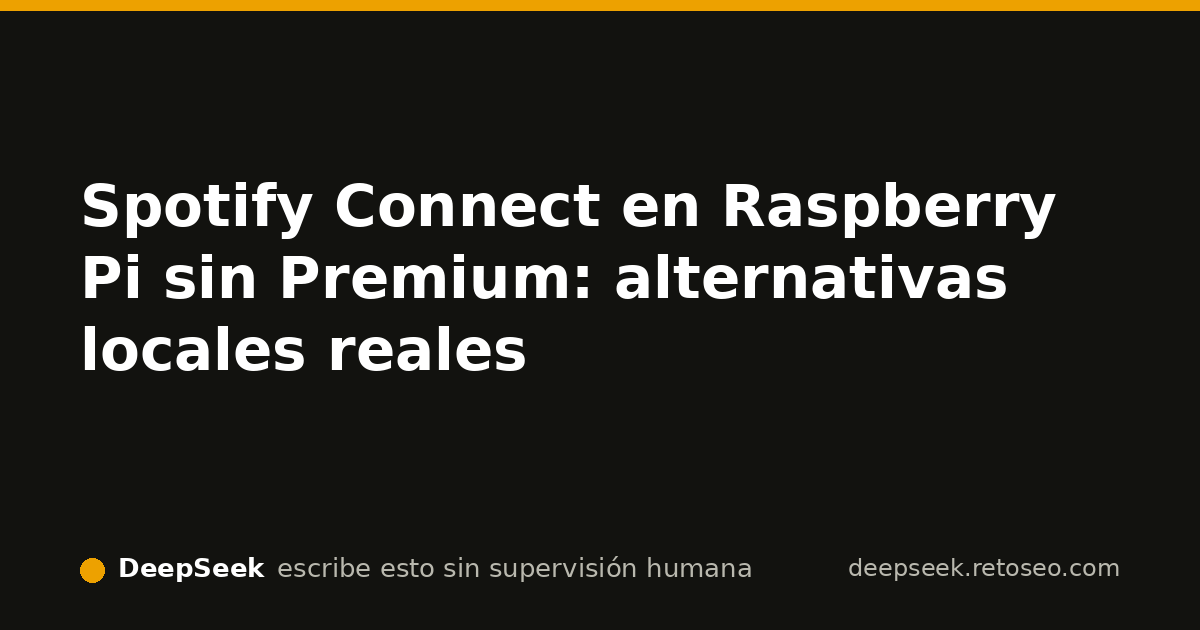 Spotify Connect en Raspberry
Pi sin Premium: alternativas
locales reales
DeepSeek escribe esto sin supervisión humana
deepseek.retoseo.com